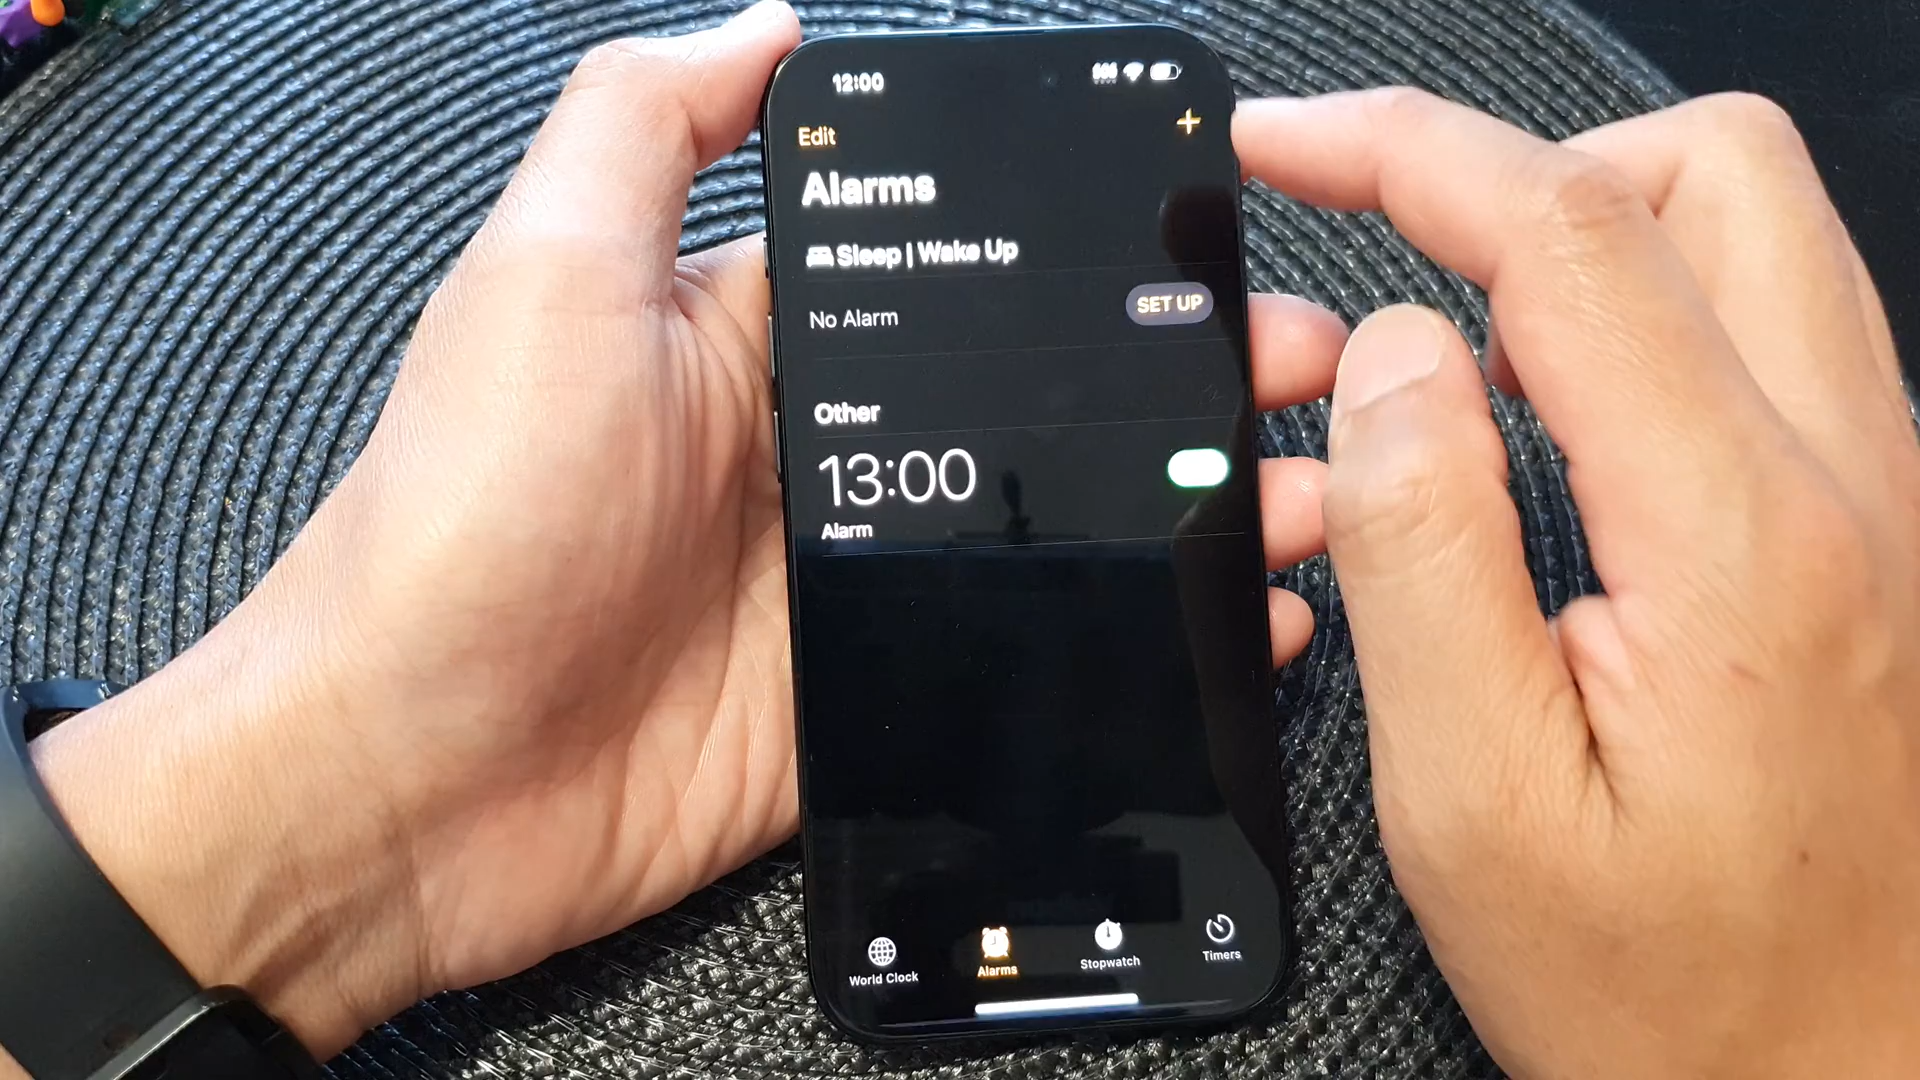 12:00
Edit
+
Alarms
Sleep | Wake Up
No Alarm
SET UP
Other
13:00
Alarm
World Clock
Alarms
Stopwatch
Timers